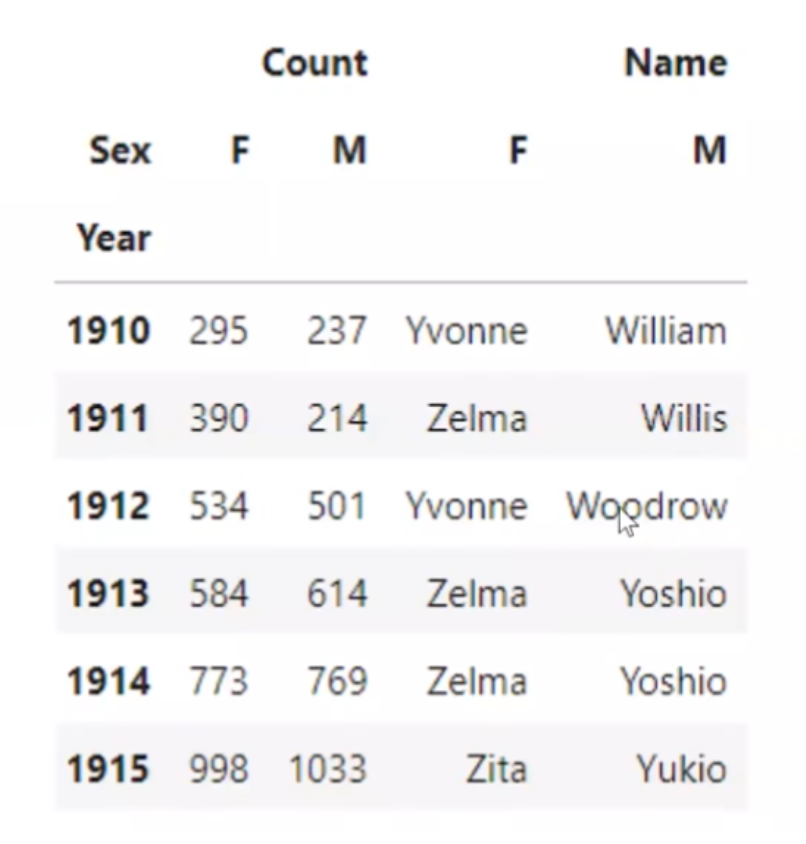 Count Name
Sex F M F M
Year
1910 295 237 Yvonne William
1911 390 214 Zelma Willis
1912 534 501 Yvonne Woodrow
1913 584 614 Zelma Yoshio
1914 773 769 Zelma Yoshio
1915 998 1033 Zita Yukio